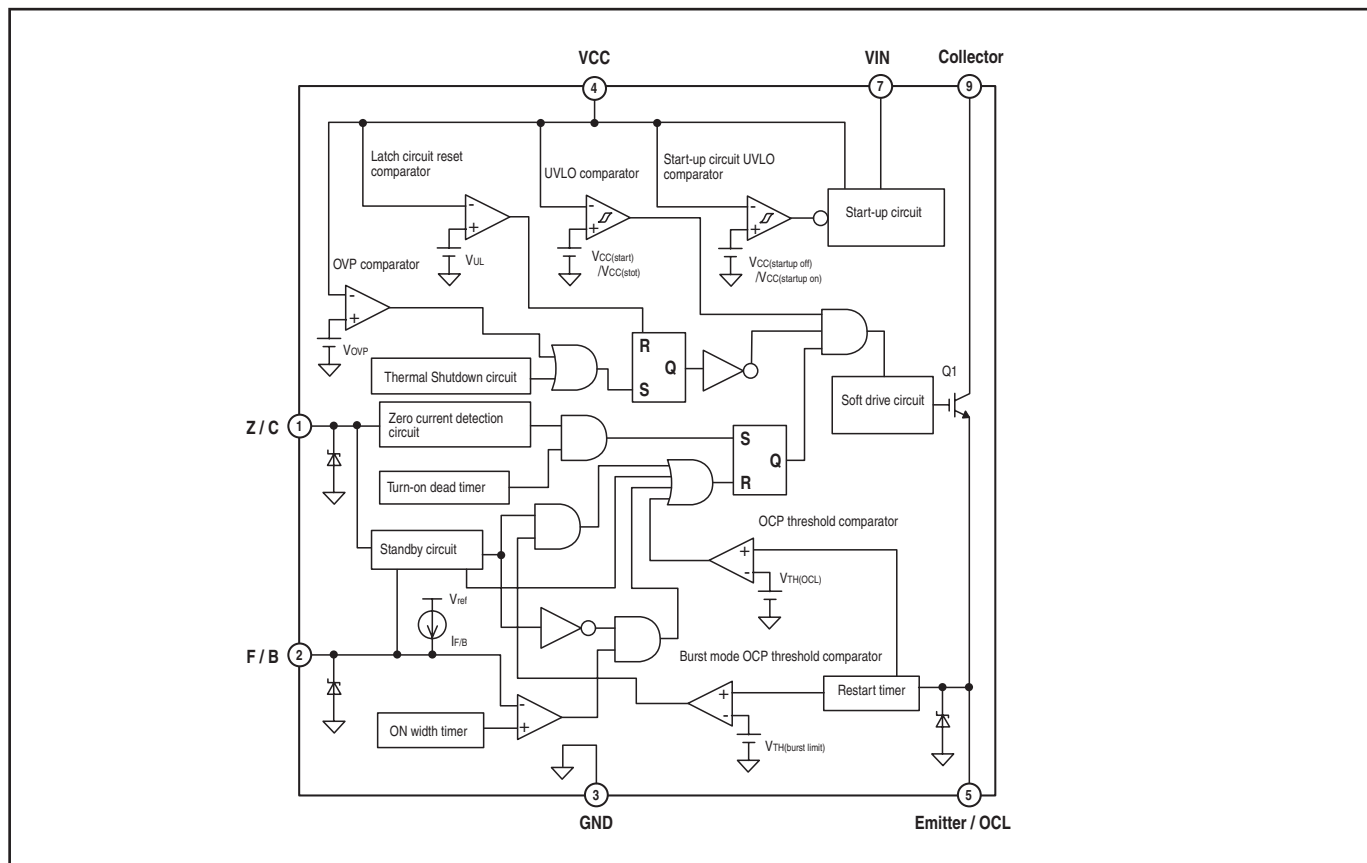 VCC
VIN
Collector
4
7
9
Latch circuit reset
comparator
UVLO comparator
Start-up circuit UVLO
comparator
-
+
-
+
-
+
Start-up circuit
VUL
VCC(start)
/VCC(stot)
VCC(startup off)
/VCC(startup on)
OVP comparator
-
+
VOVP
Thermal Shutdown circuit
R
Q
S
Soft drive circuit
Q1
Z / C
1
Zero current detection
circuit
Turn-on dead timer
S
Q
R
OCP threshold comparator
Standby circuit
+
-
VTH(OCL)
Vref
IF/B
F / B
2
Burst mode OCP threshold comparator
Restart timer
-
+
ON width timer
+
-
VTH(burst limit)
3
5
GND
Emitter / OCL